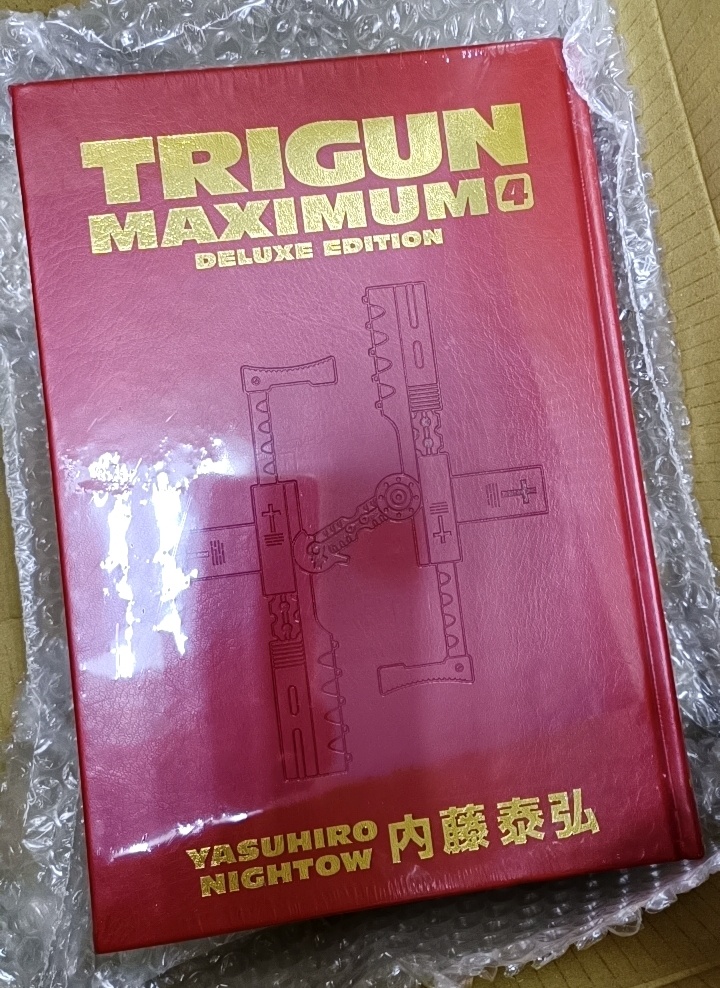 TRIGUN
MAXIMUM 4
DELUXE EDITION
YASUHIRO
NIGHTOW
内藤泰弘